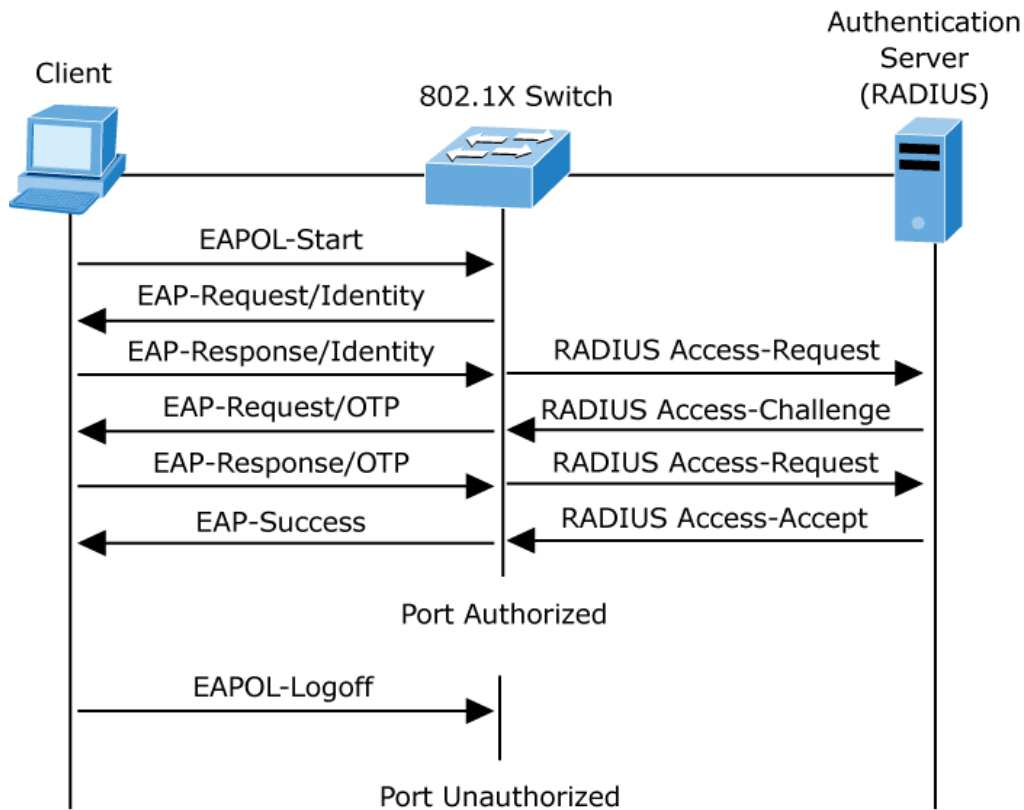 Authentication
Server
(RADIUS)
Client
802.1X Switch
EAPOL-Start
EAP-Request/Identity
EAP-Response/Identity
RADIUS Access-Request
EAP-Request/OTP
RADIUS Access-Challenge
EAP-Response/OTP
RADIUS Access-Request
EAP-Success
RADIUS Access-Accept
Port Authorized
EAPOL-Logoff
Port Unauthorized